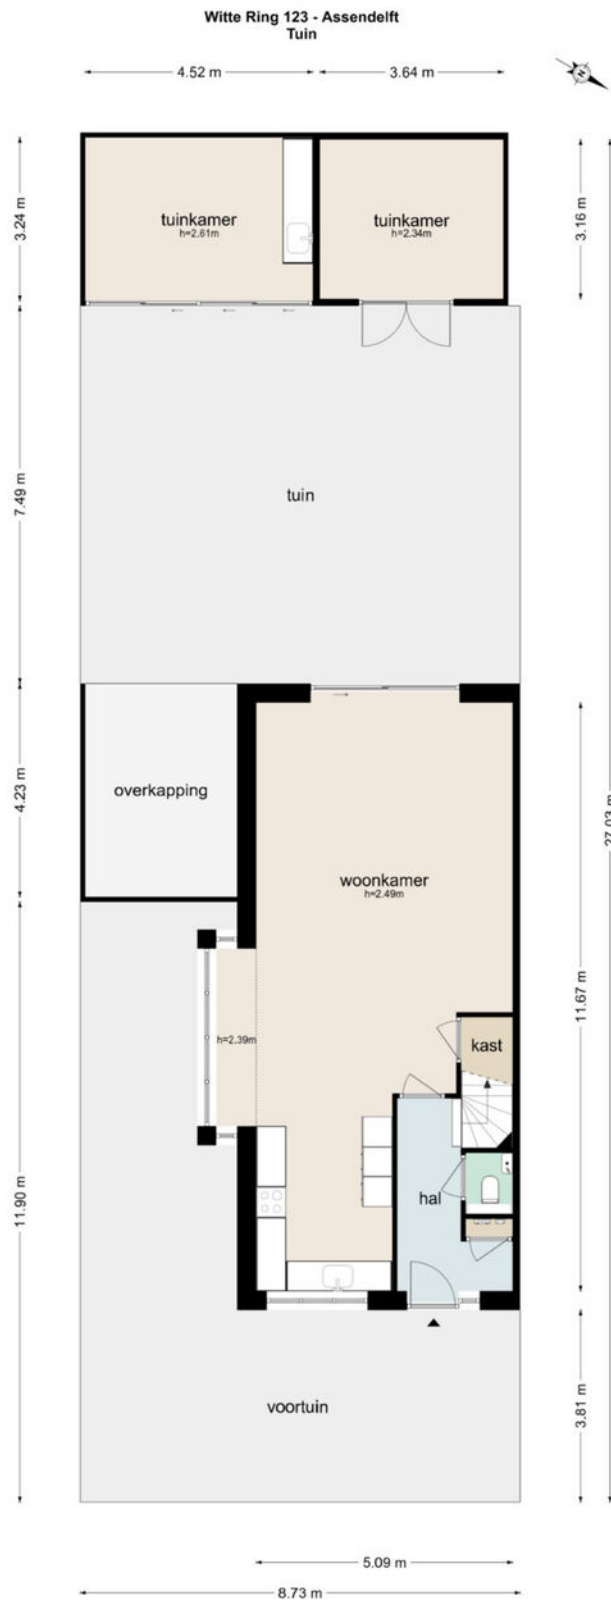 Witte Ring 123 - Assendelft
Tuin
4.52 m
3.64 m
N
3.24 m
3.16 m
tuinkamer
h=2.61m
tuinkamer
h=2.34m
7.49 m
tuin
27.03 m
4.23 m
overkapping
woonkamer
h=2.49m
11.67 m
h=2.39m
kast
11.90 m
hal
3.81 m
voortuin
5.09 m
8.73 m